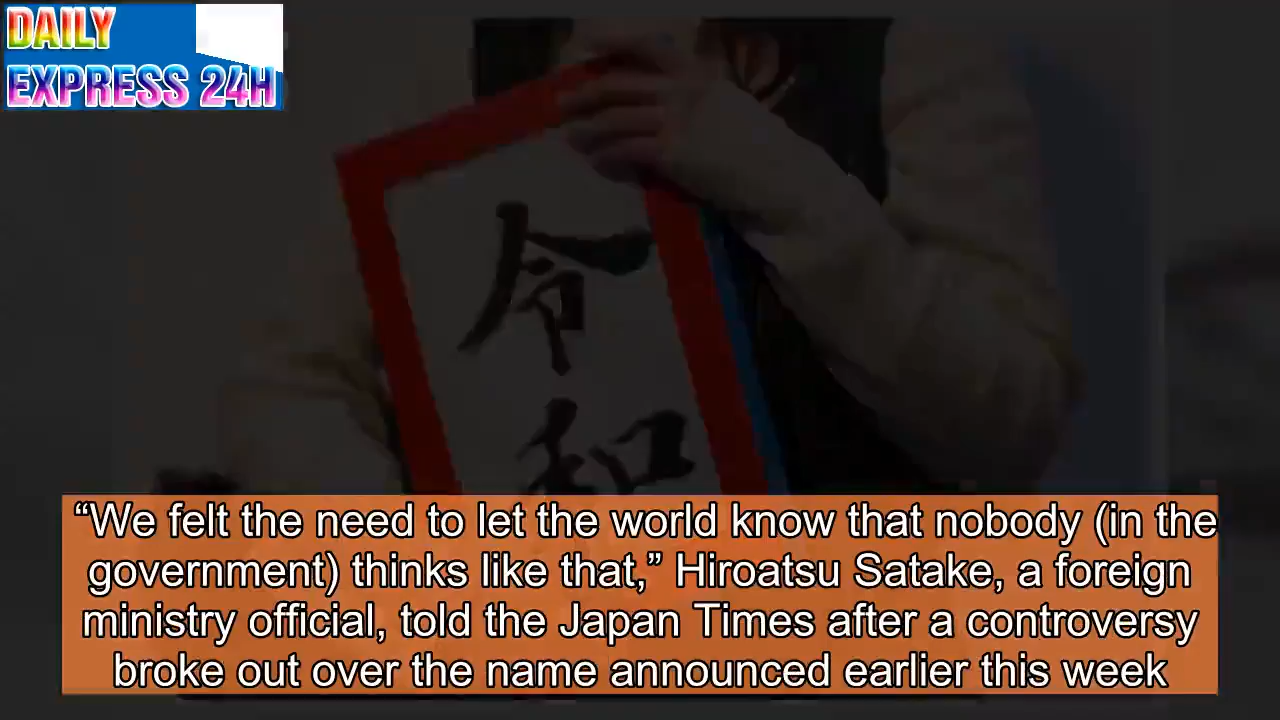 DAILY
EXPRESS 24H
令
和
“We felt the need to let the world know that nobody (in the
government) thinks like that,” Hiroatsu Satake, a foreign
ministry official, told the Japan Times after a controversy
broke out over the name announced earlier this week